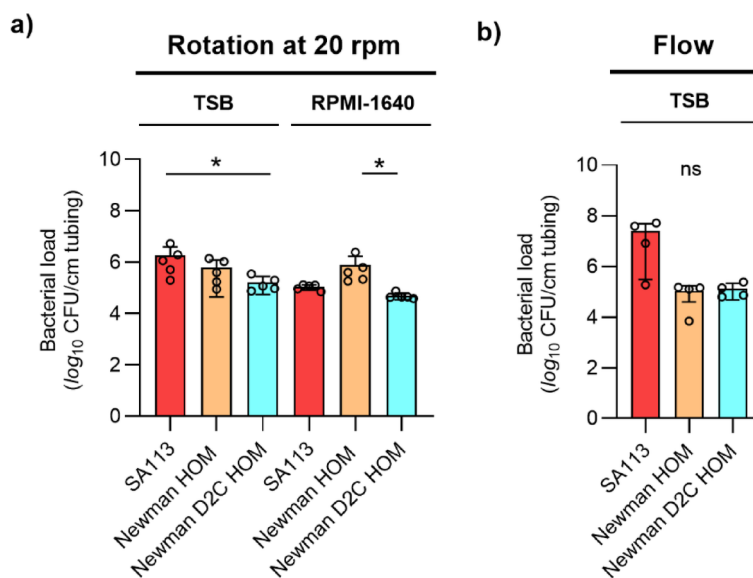 a)
Rotation at 20 rpm
TSB RPMI-1640
* *
10
8
6
4
2
0
Bacterial load
(log₁₀ CFU/cm tubing)
SA113
Newman HOM
Newman D2C HOM
SA113
Newman HOM
Newman D2C HOM
b)
Flow
TSB
ns
10
8
6
4
2
0
Bacterial load
(log₁₀ CFU/cm tubing)
SA113
Newman HOM
Newman D2C HOM